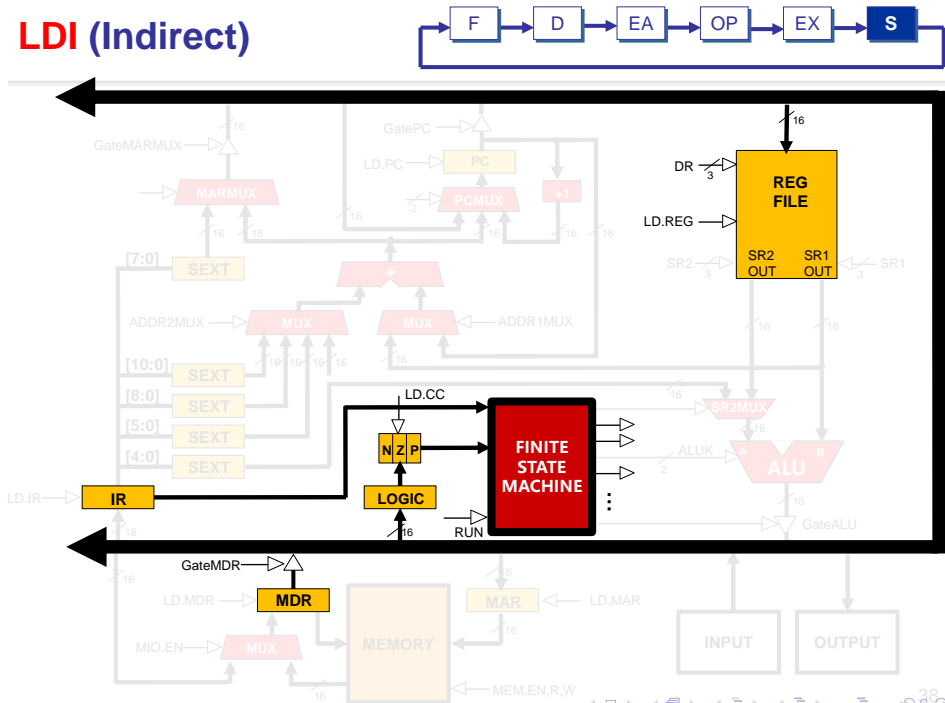 LDI (Indirect)
F D EA OP EX S
16
16
GatePC
GateMARMUX
LD.PC
PC
DR
3
REG
FILE
MARMUX
2
PCMUX
+1
LD.REG
16 16
16
16 16
[7:0]
SEXT
SR2
3
SR2
OUT
SR1
OUT
3
SR1
+
ADDR2MUX
MUX
MUX
ADDR1MUX
16
16
[10:0]
SEXT
16 16 16 16
16
[8:0]
SEXT
LD.CC
16
SR2MUX
[5:0]
SEXT
N Z P
FINITE
STATE
MACHINE
16
ALUK
2
A
B
ALU
[4:0]
SEXT
LD.IR
IR
LOGIC
16
RUN
16
GateALU
16
GateMDR
16
LD.MDR
MDR
MAR
LD.MAR
16
MIO.EN
MUX
MEMORY
INPUT
OUTPUT
16
MEM.EN,R,W
38